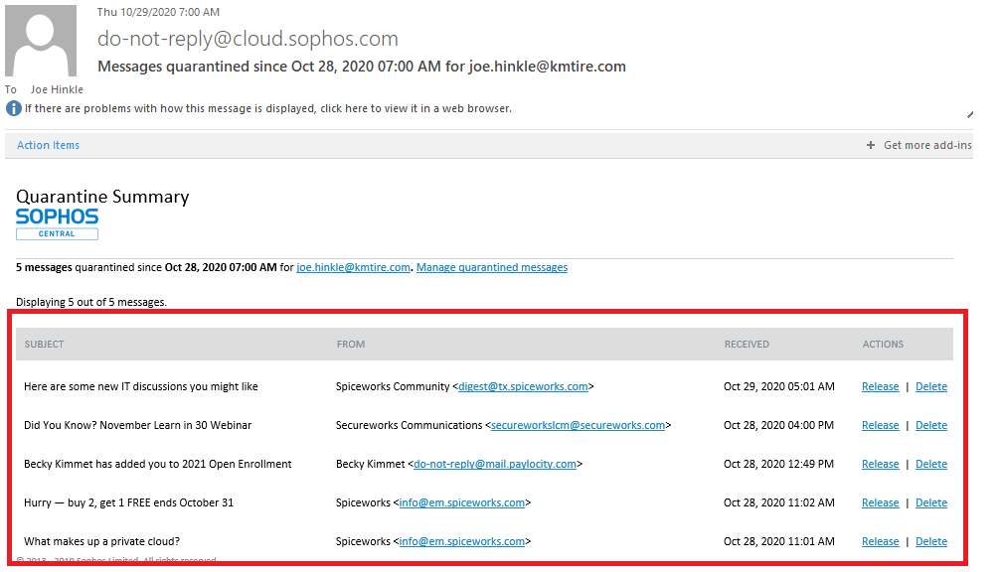 Thu 10/29/2020 7:00 AM
do-not-reply@cloud.sophos.com
Messages quarantined since Oct 28, 2020 07:00 AM for joe.hinkle@kmtire.com
To Joe Hinkle
If there are problems with how this message is displayed, click here to view it in a web browser.
Action Items + Get more add-ins
Quarantine Summary
SOPHOS
CENTRAL
5 messages quarantined since Oct 28, 2020 07:00 AM for joe.hinkle@kmtire.com. Manage quarantined messages
Displaying 5 out of 5 messages.
SUBJECT FROM RECEIVED ACTIONS
Here are some new IT discussions you might like Spiceworks Community <digest@tx.spiceworks.com> Oct 29, 2020 05:01 AM Release | Delete
Did You Know? November Learn in 30 Webinar Secureworks Communications <secureworkslcm@secureworks.com> Oct 28, 2020 04:00 PM Release | Delete
Becky Kimmet has added you to 2021 Open Enrollment Becky Kimmet <do-not-reply@mail.paylocity.com> Oct 28, 2020 12:49 PM Release | Delete
Hurry — buy 2, get 1 FREE ends October 31 Spiceworks <info@em.spiceworks.com> Oct 28, 2020 11:02 AM Release | Delete
What makes up a private cloud? Spiceworks <info@em.spiceworks.com> Oct 28, 2020 11:01 AM Release | Delete
© 2013 - 2019 Sophos Limited. All rights reserved.